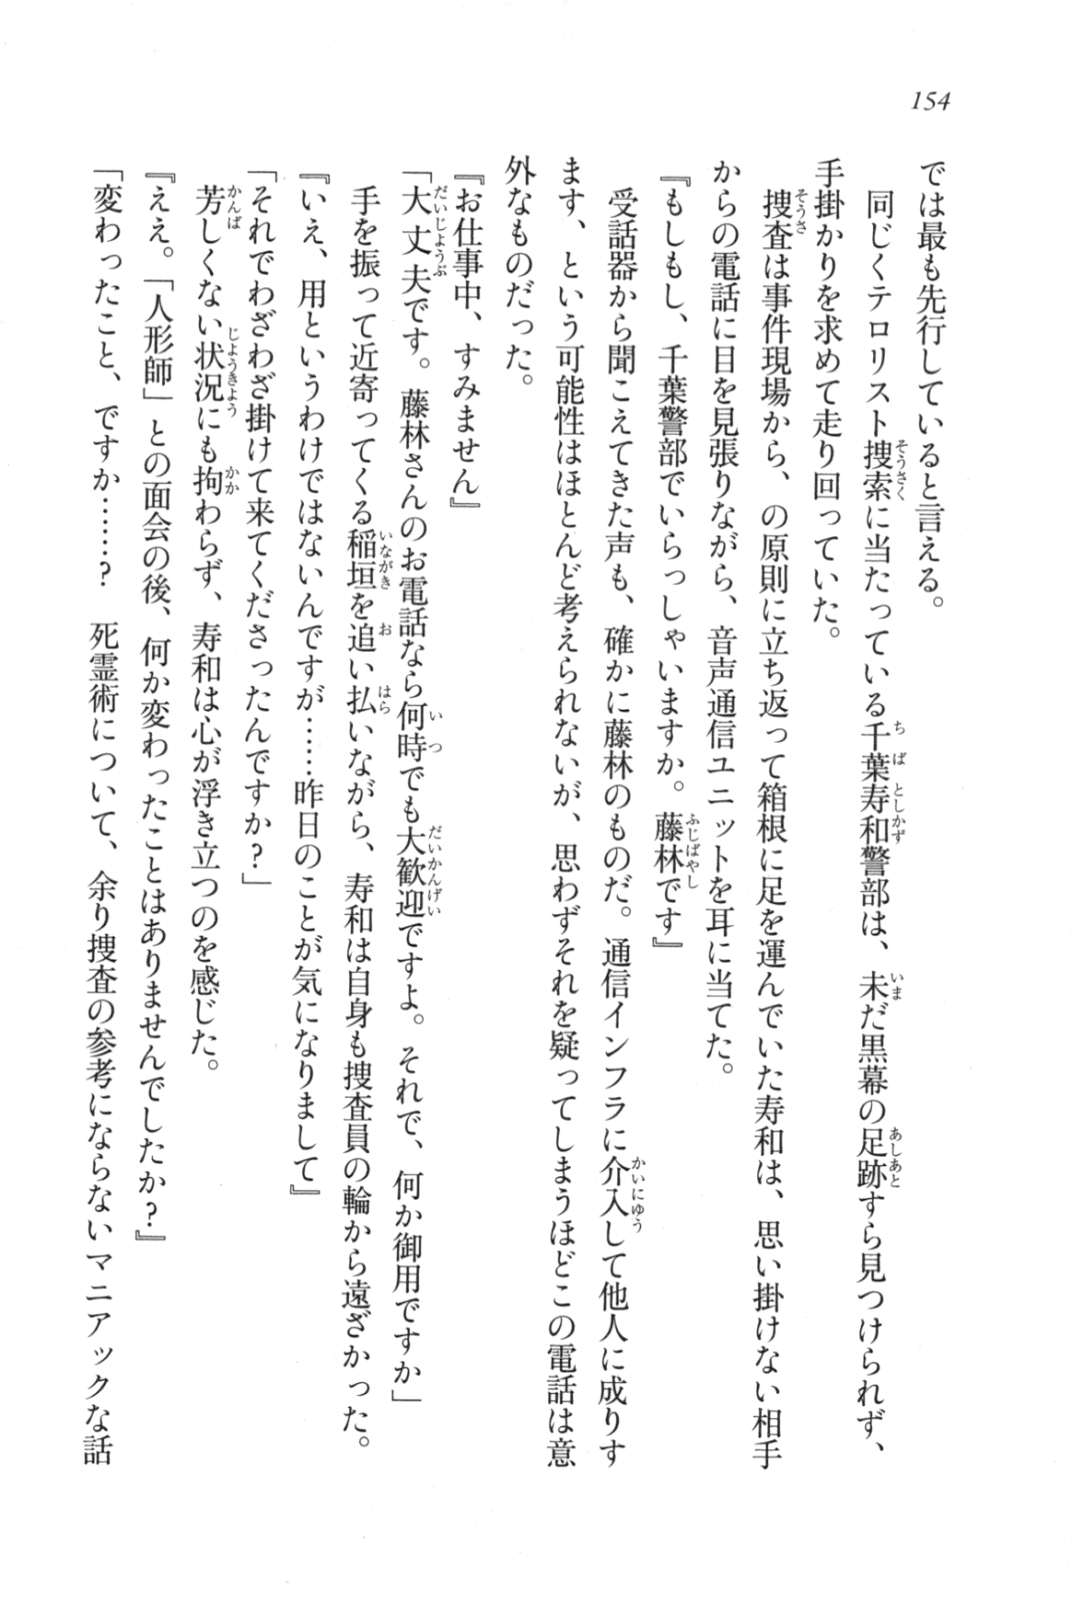 154
では最も先行していると言える。
同じくテロリスト捜索に当たっている千葉寿和警部は、未だ黒幕の足跡すら見つけられず、
手掛かりを求めて走り回っていた。
捜査は事件現場から、の原則に立ち返って箱根に足を運んでいた寿和は、思い掛けない相手
からの電話に目を見張りながら、音声通信ユニットを耳に当てた。
『もしもし、千葉警部でいらっしゃいますか。藤林です』
受話器から聞こえてきた声も、確かに藤林のものだ。通信インフラに介入して他人に成りす
ます、という可能性はほとんど考えられないが、思わずそれを疑ってしまうほどこの電話は意
外なものだった。
『お仕事中、すみません』
「大丈夫です。藤林さんのお電話なら何時でも大歓迎ですよ。それで、何か御用ですか」
手を振って近寄ってくる稲垣を追い払いながら、寿和は自身も捜査員の輪から遠ざかった。
『いえ、用というわけではないんですが……昨日のことが気になりまして』
「それでわざわざ掛けて来てくださったんですか？」
芳しくない状況にも拘わらず、寿和は心が浮き立つのを感じた。
『ええ。「人形師」との面会の後、何か変わったことはありませんでしたか？』
「変わったこと、ですか……？　死霊術について、余り捜査の参考にならないマニアックな話